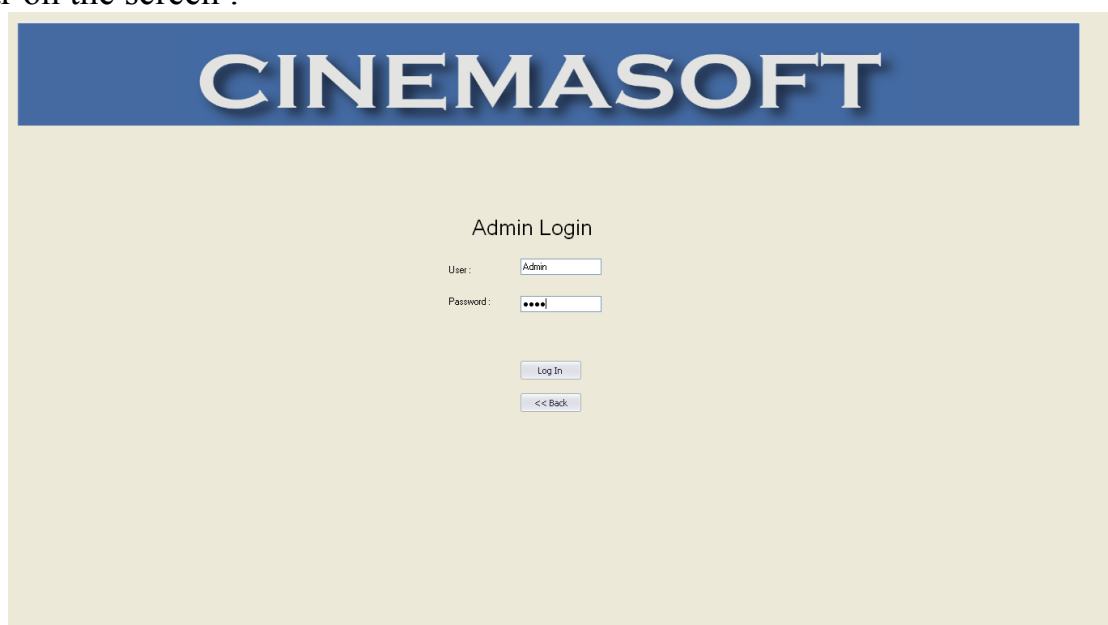 on the screen :
CINEMASOFT
Admin Login
User :
Admin
Password :
••••
Log In
<< Back